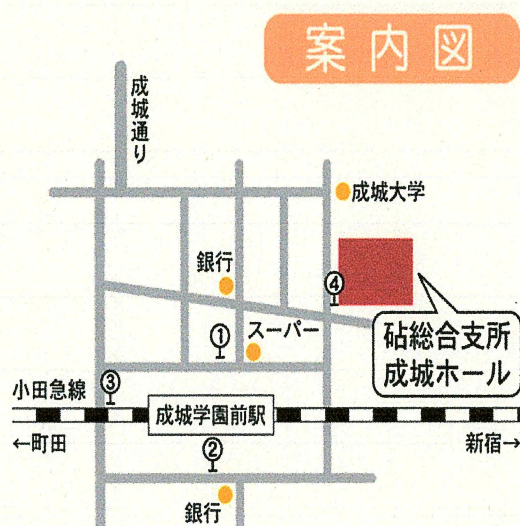 案内図
成城通り
成城大学
銀行
④
①
スーパー
砧総合支所
成城ホール
③
小田急線
成城学園前駅
←町田
②
新宿→
銀行